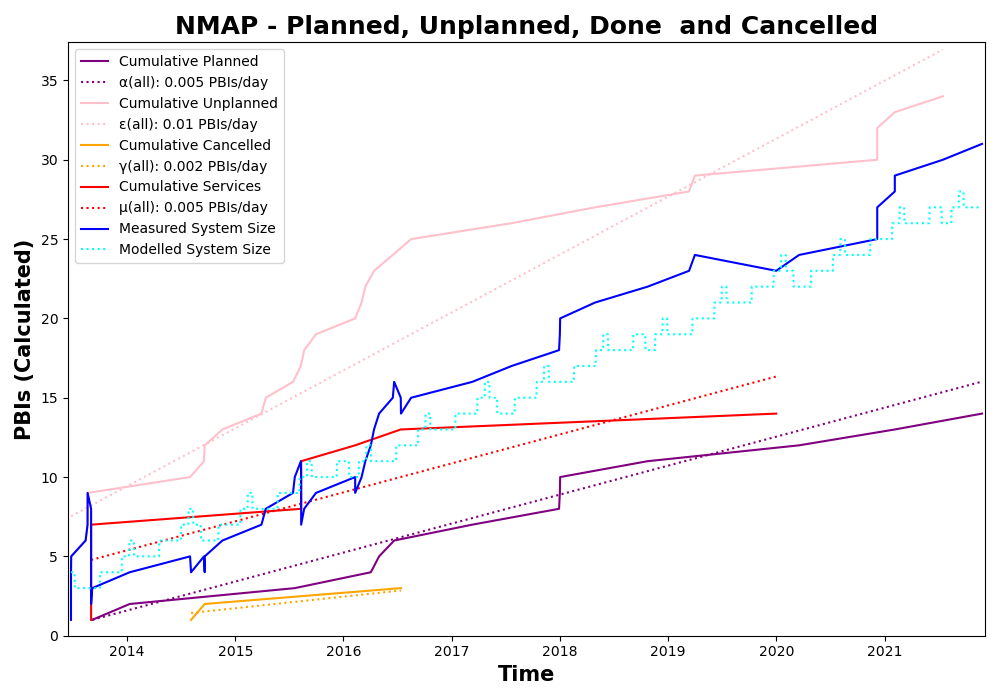 NMAP - Planned, Unplanned, Done  and Cancelled
PBIs (Calculated)
35
30
25
20
15
10
5
0
Cumulative Planned
α(all): 0.005 PBIs/day
Cumulative Unplanned
ε(all): 0.01 PBIs/day
Cumulative Cancelled
γ(all): 0.002 PBIs/day
Cumulative Services
μ(all): 0.005 PBIs/day
Measured System Size
Modelled System Size
2014 2015 2016 2017 2018 2019 2020 2021
Time